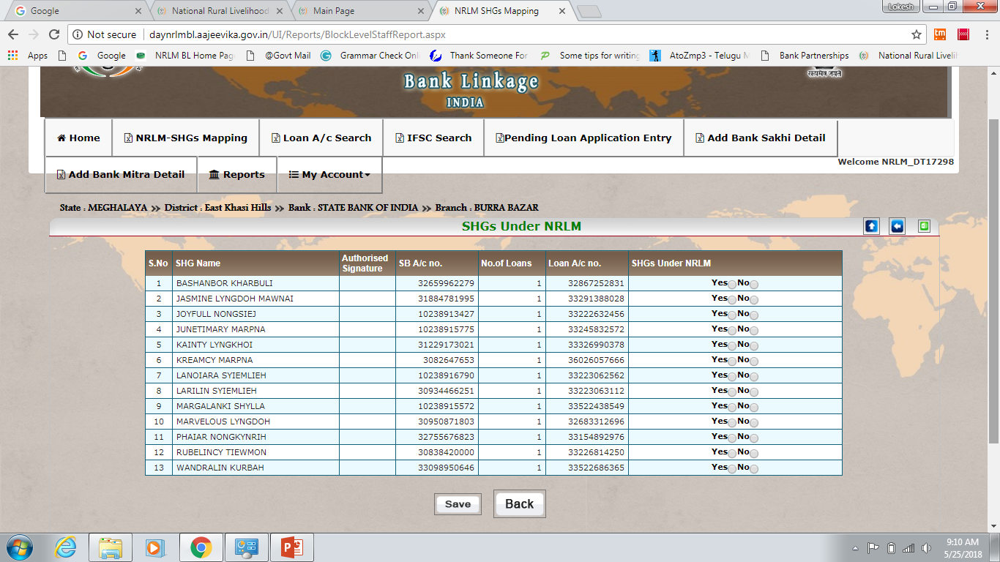 Google
National Rural Livelihood
Main Page
NRLM SHGs Mapping
Lokesh
Not secure | daynrlmbl.aajeevika.gov.in/UI/Reports/BlockLevelStaffReport.aspx
Apps Google NRLM BL Home Pag @Govt Mail Grammar Check Onl Thank Someone For Some tips for writing AtoZmp3 - Telugu M Bank Partnerships National Rural Liveli
Bank Linkage
INDIA
सत्यमेव जयते
Home NRLM-SHGs Mapping Loan A/c Search IFSC Search Pending Loan Application Entry Add Bank Sakhi Detail
Welcome NRLM_DT17298
Add Bank Mitra Detail Reports My Account
State : MEGHALAYA >> District : East Khasi Hills >> Bank : STATE BANK OF INDIA >> Branch : BURRA BAZAR
SHGs Under NRLM
S.No SHG Name Authorised Signature SB A/c no. No.of Loans Loan A/c no. SHGs Under NRLM
1 BASHANBOR KHARBULI 32659962279 1 32867252831 Yes No
2 JASMINE LYNGDOH MAWNAI 31884781995 1 33291388028 Yes No
3 JOYFULL NONGSIEJ 10238913427 1 33222632456 Yes No
4 JUNETIMARY MARPNA 10238915775 1 33245832572 Yes No
5 KAINTY LYNGKHOI 31229173021 1 33326990378 Yes No
6 KREAMCY MARPNA 3082647653 1 36026057666 Yes No
7 LANOIARA SYIEMLIEH 10238916790 1 33223062562 Yes No
8 LARILIN SYIEMLIEH 30934466251 1 33223063112 Yes No
9 MARGALANKI SHYLLA 10238915572 1 33522438549 Yes No
10 MARVELOUS LYNGDOH 30950871803 1 32683312696 Yes No
11 PHAIAR NONGKYNRIH 32755676823 1 33154892976 Yes No
12 RUBELINCY TIEWMON 30838420000 1 33226814250 Yes No
13 WANDRALIN KURBAH 33098950646 1 33522686365 Yes No
Save Back
9:10 AM
5/25/2018